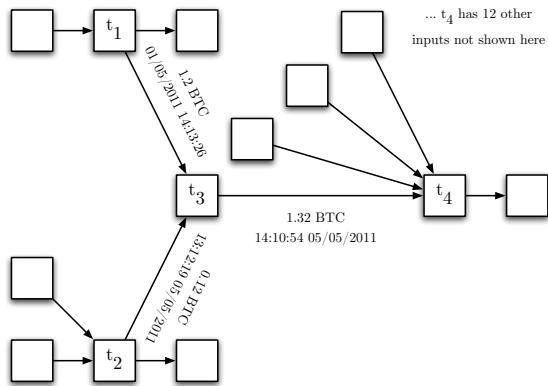 t1
1.2 BTC
01/05/2011 14:13:26
... t4 has 12 other
inputs not shown here
t3
t4
1.32 BTC
14:10:54 05/05/2011
0.12 BTC
13:12:19 05/05/2011
t2